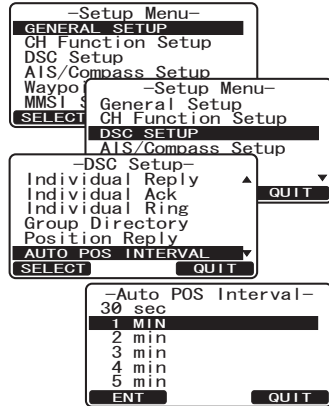 –Setup Menu–
GENERAL SETUP
CH Function Setup
DSC Setup
AIS/Compass Setup
MMSI
SELECT
–Setup Menu–
General Setup
CH Function Setup
DSC SETUP
AIS/Compass Setup
QUIT
–DSC Setup–
Individual Reply
Individual Ack
Individual Ring
Group Directory
Position Reply
AUTO POS INTERVAL
SELECT QUIT
–Auto POS Interval–
30 sec
1 MIN
2 min
3 min
4 min
5 min
ENT QUIT